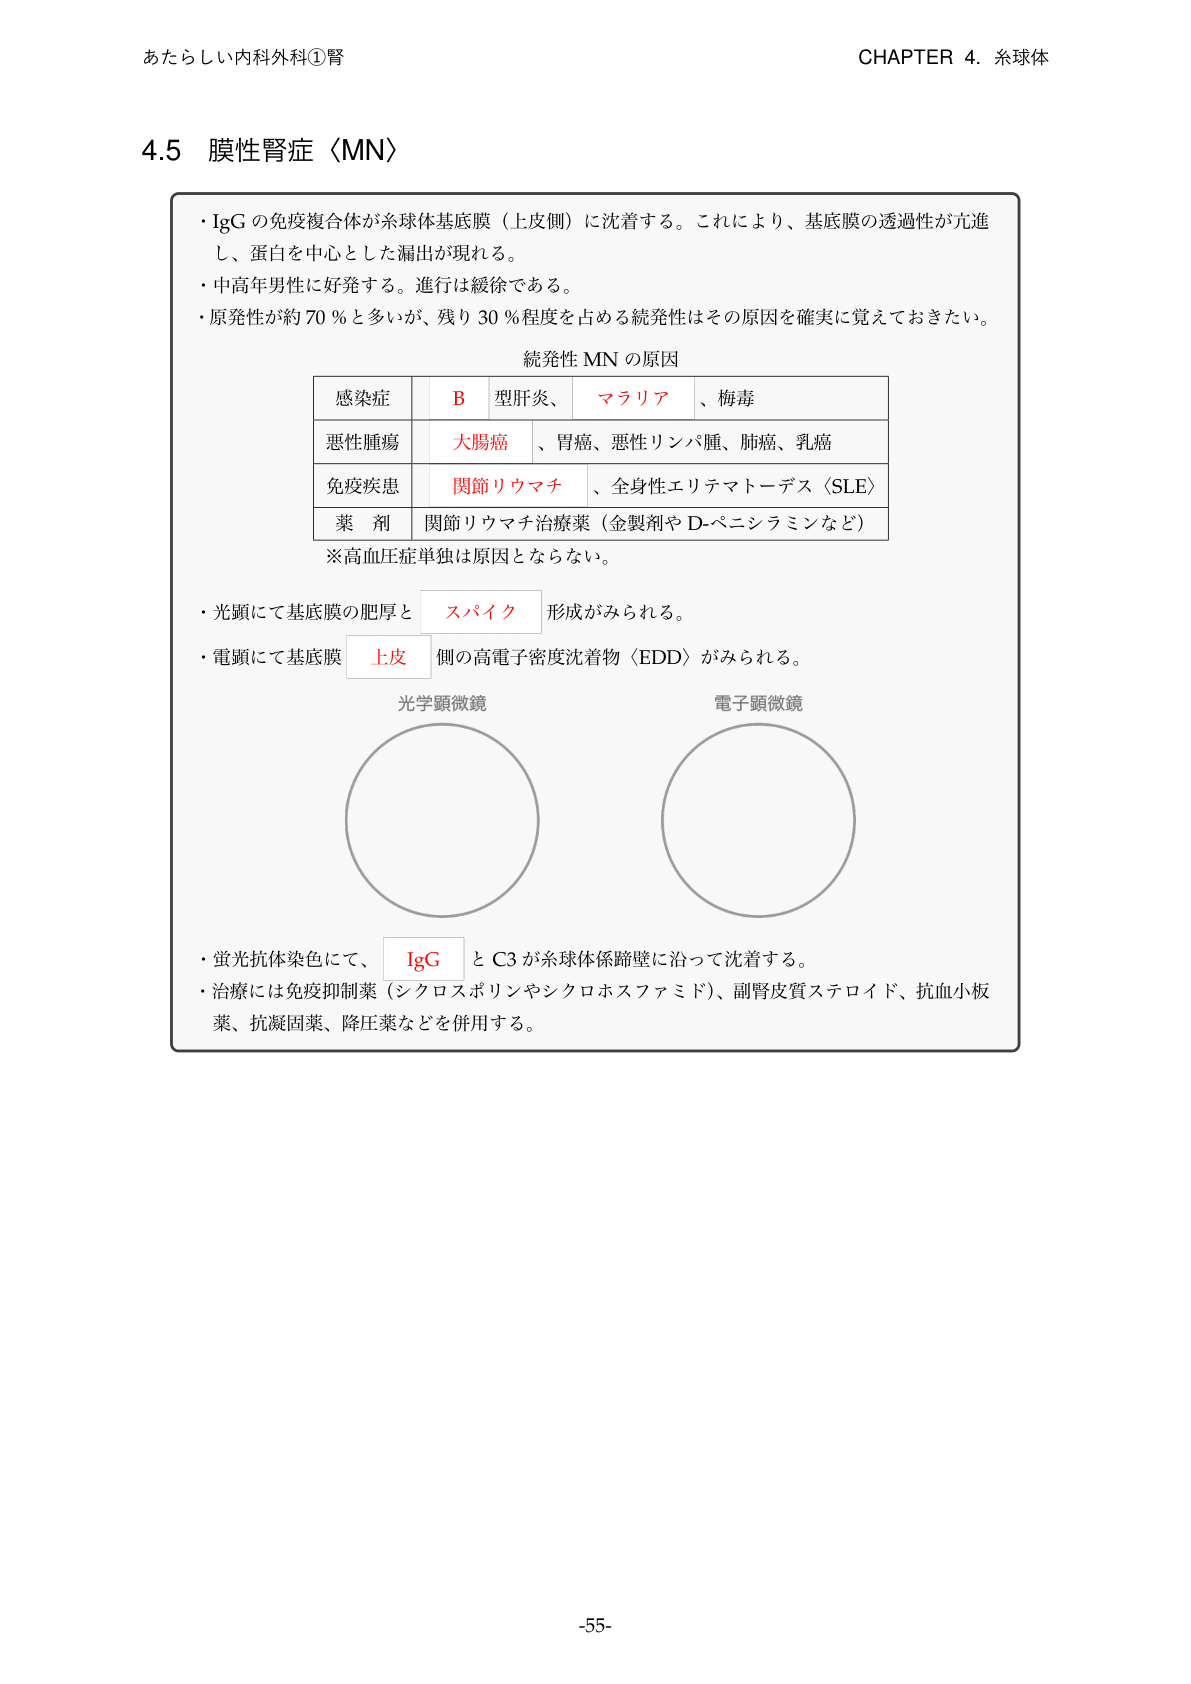 あたらしい内科外科①腎
CHAPTER 4. 糸球体
4.5 膜性腎症〈MN〉
・IgG の免疫複合体が糸球体基底膜（上皮側）に沈着する。これにより、基底膜の透過性が亢進
し、蛋白を中心とした漏出が現れる。
・中高年男性に好発する。進行は緩徐である。
・原発性が約 70 %と多いが、残り 30 %程度を占める続発性はその原因を確実に覚えておきたい。
続発性 MN の原因
感染症 B 型肝炎、 マラリア 、梅毒
悪性腫瘍 大腸癌 、胃癌、悪性リンパ腫、肺癌、乳癌
免疫疾患 関節リウマチ 、全身性エリテマトーデス〈SLE〉
薬 剤 関節リウマチ治療薬（金製剤や D-ペニシラミンなど）
※高血圧症単独は原因とならない。
・光顕にて基底膜の肥厚と スパイク 形成がみられる。
・電顕にて基底膜 上皮 側の高電子密度沈着物〈EDD〉がみられる。
光学顕微鏡 電子顕微鏡
・蛍光抗体染色にて、 IgG と C3 が糸球体係蹄壁に沿って沈着する。
・治療には免疫抑制薬（シクロスポリンやシクロホスファミド）、副腎皮質ステロイド、抗血小板
薬、抗凝固薬、降圧薬などを併用する。
-55-